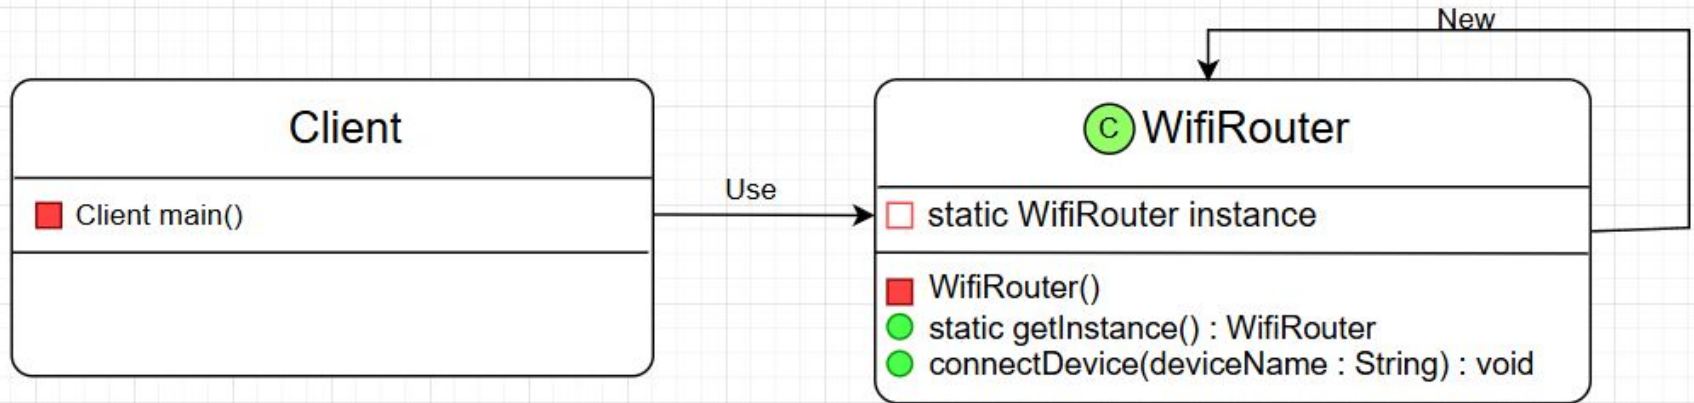 New
Client
Client main()
Use
C WifiRouter
static WifiRouter instance
WifiRouter()
static getInstance() : WifiRouter
connectDevice(deviceName : String) : void